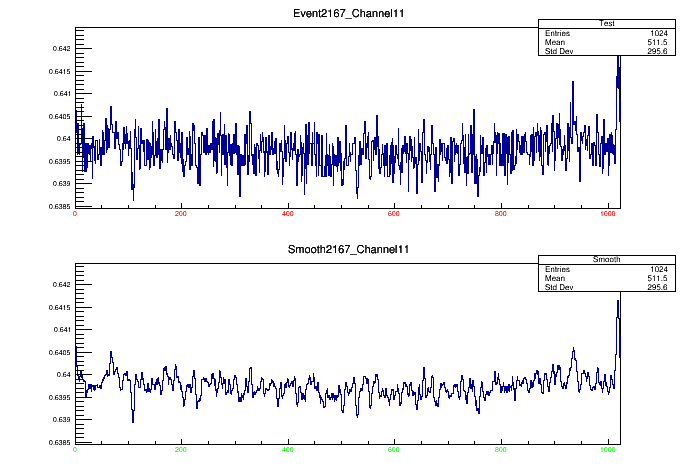 Event2167_Channel11
Test
Entries 1024
Mean 511.5
Std Dev 295.6
0.642
0.6415
0.641
0.6405
0.64
0.6395
0.639
0.6385
0 200 400 600 800 1000
Smooth2167_Channel11
Smooth
Entries 1024
Mean 511.5
Std Dev 295.6
0.642
0.6415
0.641
0.6405
0.64
0.6395
0.639
0.6385
0 200 400 600 800 1000